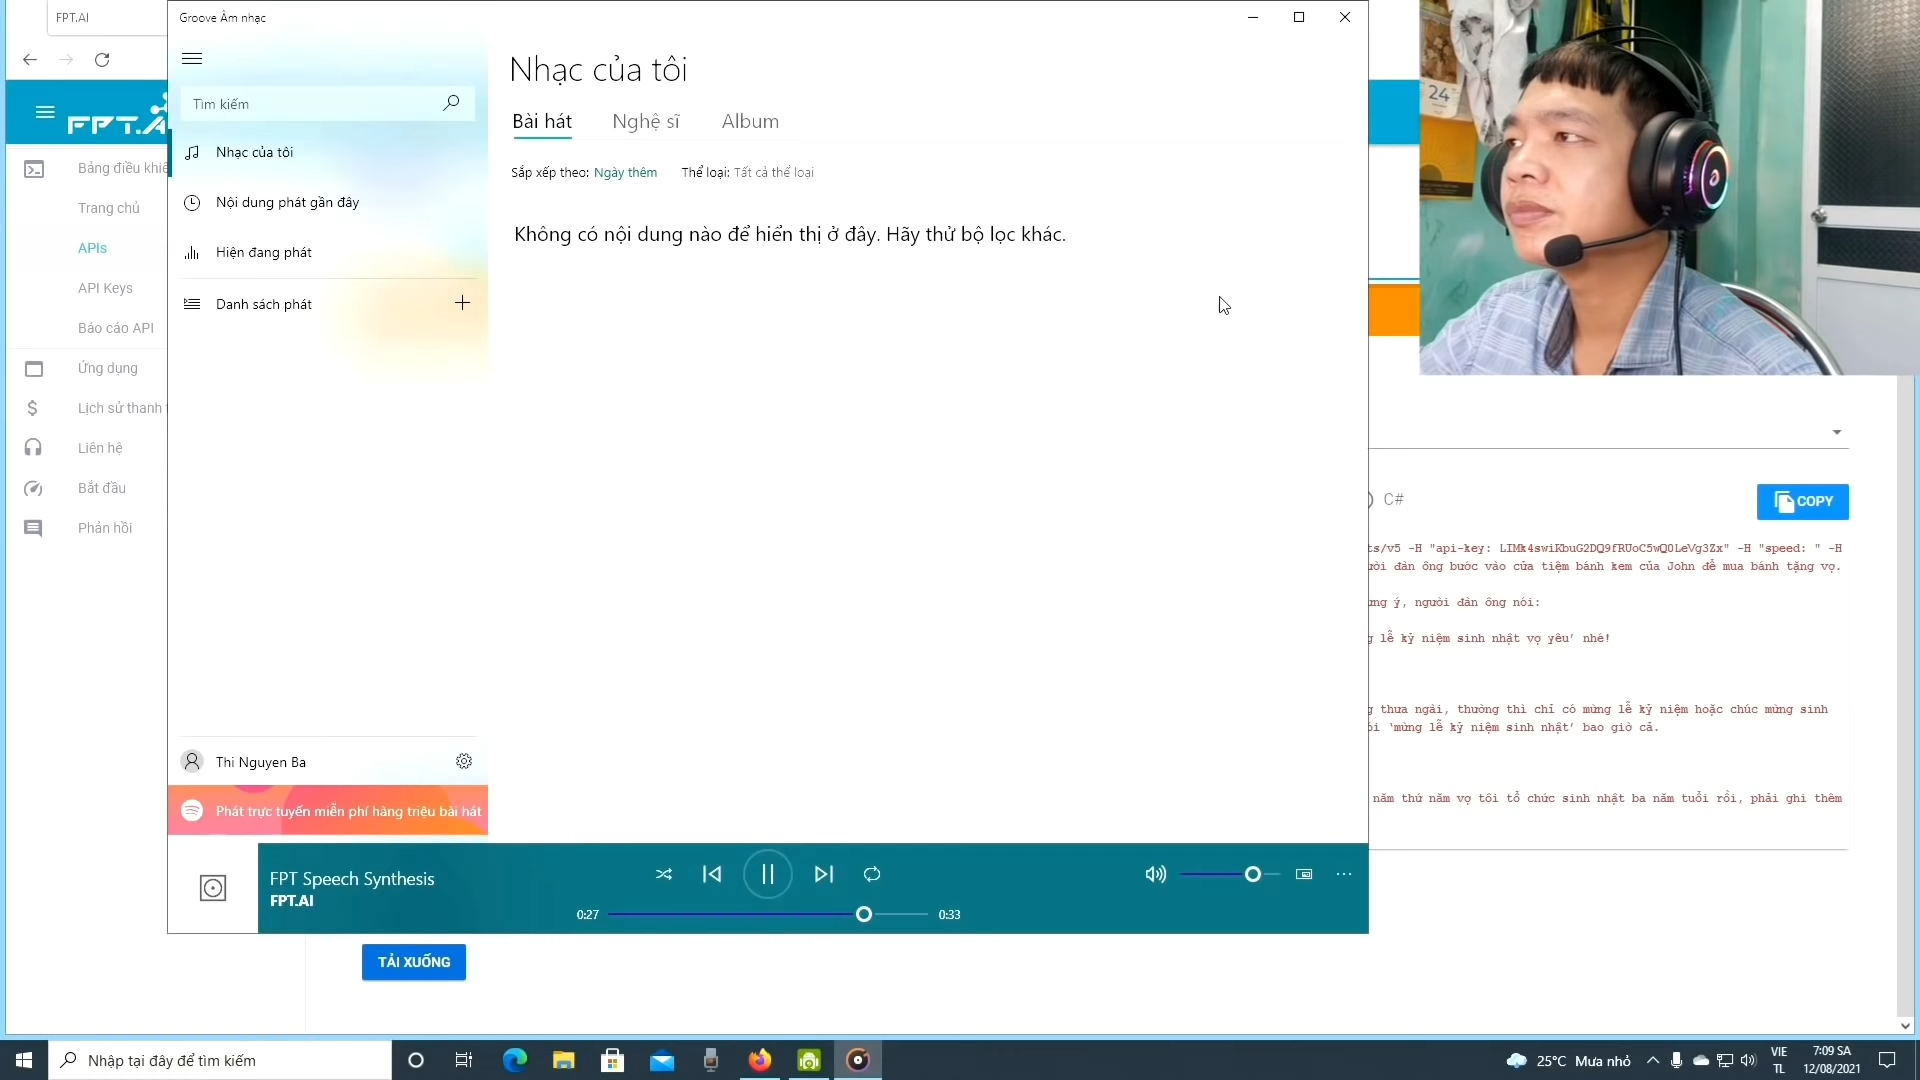 FPT.AI
Groove Âm nhạc
Tìm kiếm
Nhạc của tôi
Nội dung phát gần đây
Hiện đang phát
Danh sách phát
Thi Nguyen Ba
Phát trực tuyến miễn phí hàng triệu bài hát
Nhạc của tôi
Bài hát Nghệ sĩ Album
Sắp xếp theo: Ngày thêm Thể loại: Tất cả thể loại
Không có nội dung nào để hiển thị ở đây. Hãy thử bộ lọc khác.
FPT Speech Synthesis
FPT.AI
0:27 0:33
FPT.A
Bảng điều khiể
Trang chủ
APIs
API Keys
Báo cáo API
Ứng dụng
Lịch sử thanh t
Liên hệ
Bắt đầu
Phản hồi
24
C#
COPY
ts/v5 -H "api-key: LIMk4swiKbuG2DQ9fRUoC5wQ0LeVg3Zx" -H "speed: " -H
ười đàn ông bước vào cửa tiệm bánh kem của John để mua bánh tặng vợ.
ưng ý, người đàn ông nói:
g lễ kỷ niệm sinh nhật vợ yêu’ nhé!
g thưa ngài, thường thì chỉ có mừng lễ kỷ niệm hoặc chúc mừng sinh
ói ‘mừng lễ kỷ niệm sinh nhật’ bao giờ cả.
năm thứ năm vợ tôi tổ chức sinh nhật ba năm tuổi rồi, phải ghi thêm
TẢI XUỐNG
Nhập tại đây để tìm kiếm
25°C Mưa nhỏ
VIE
TL
7:09 SA
12/08/2021